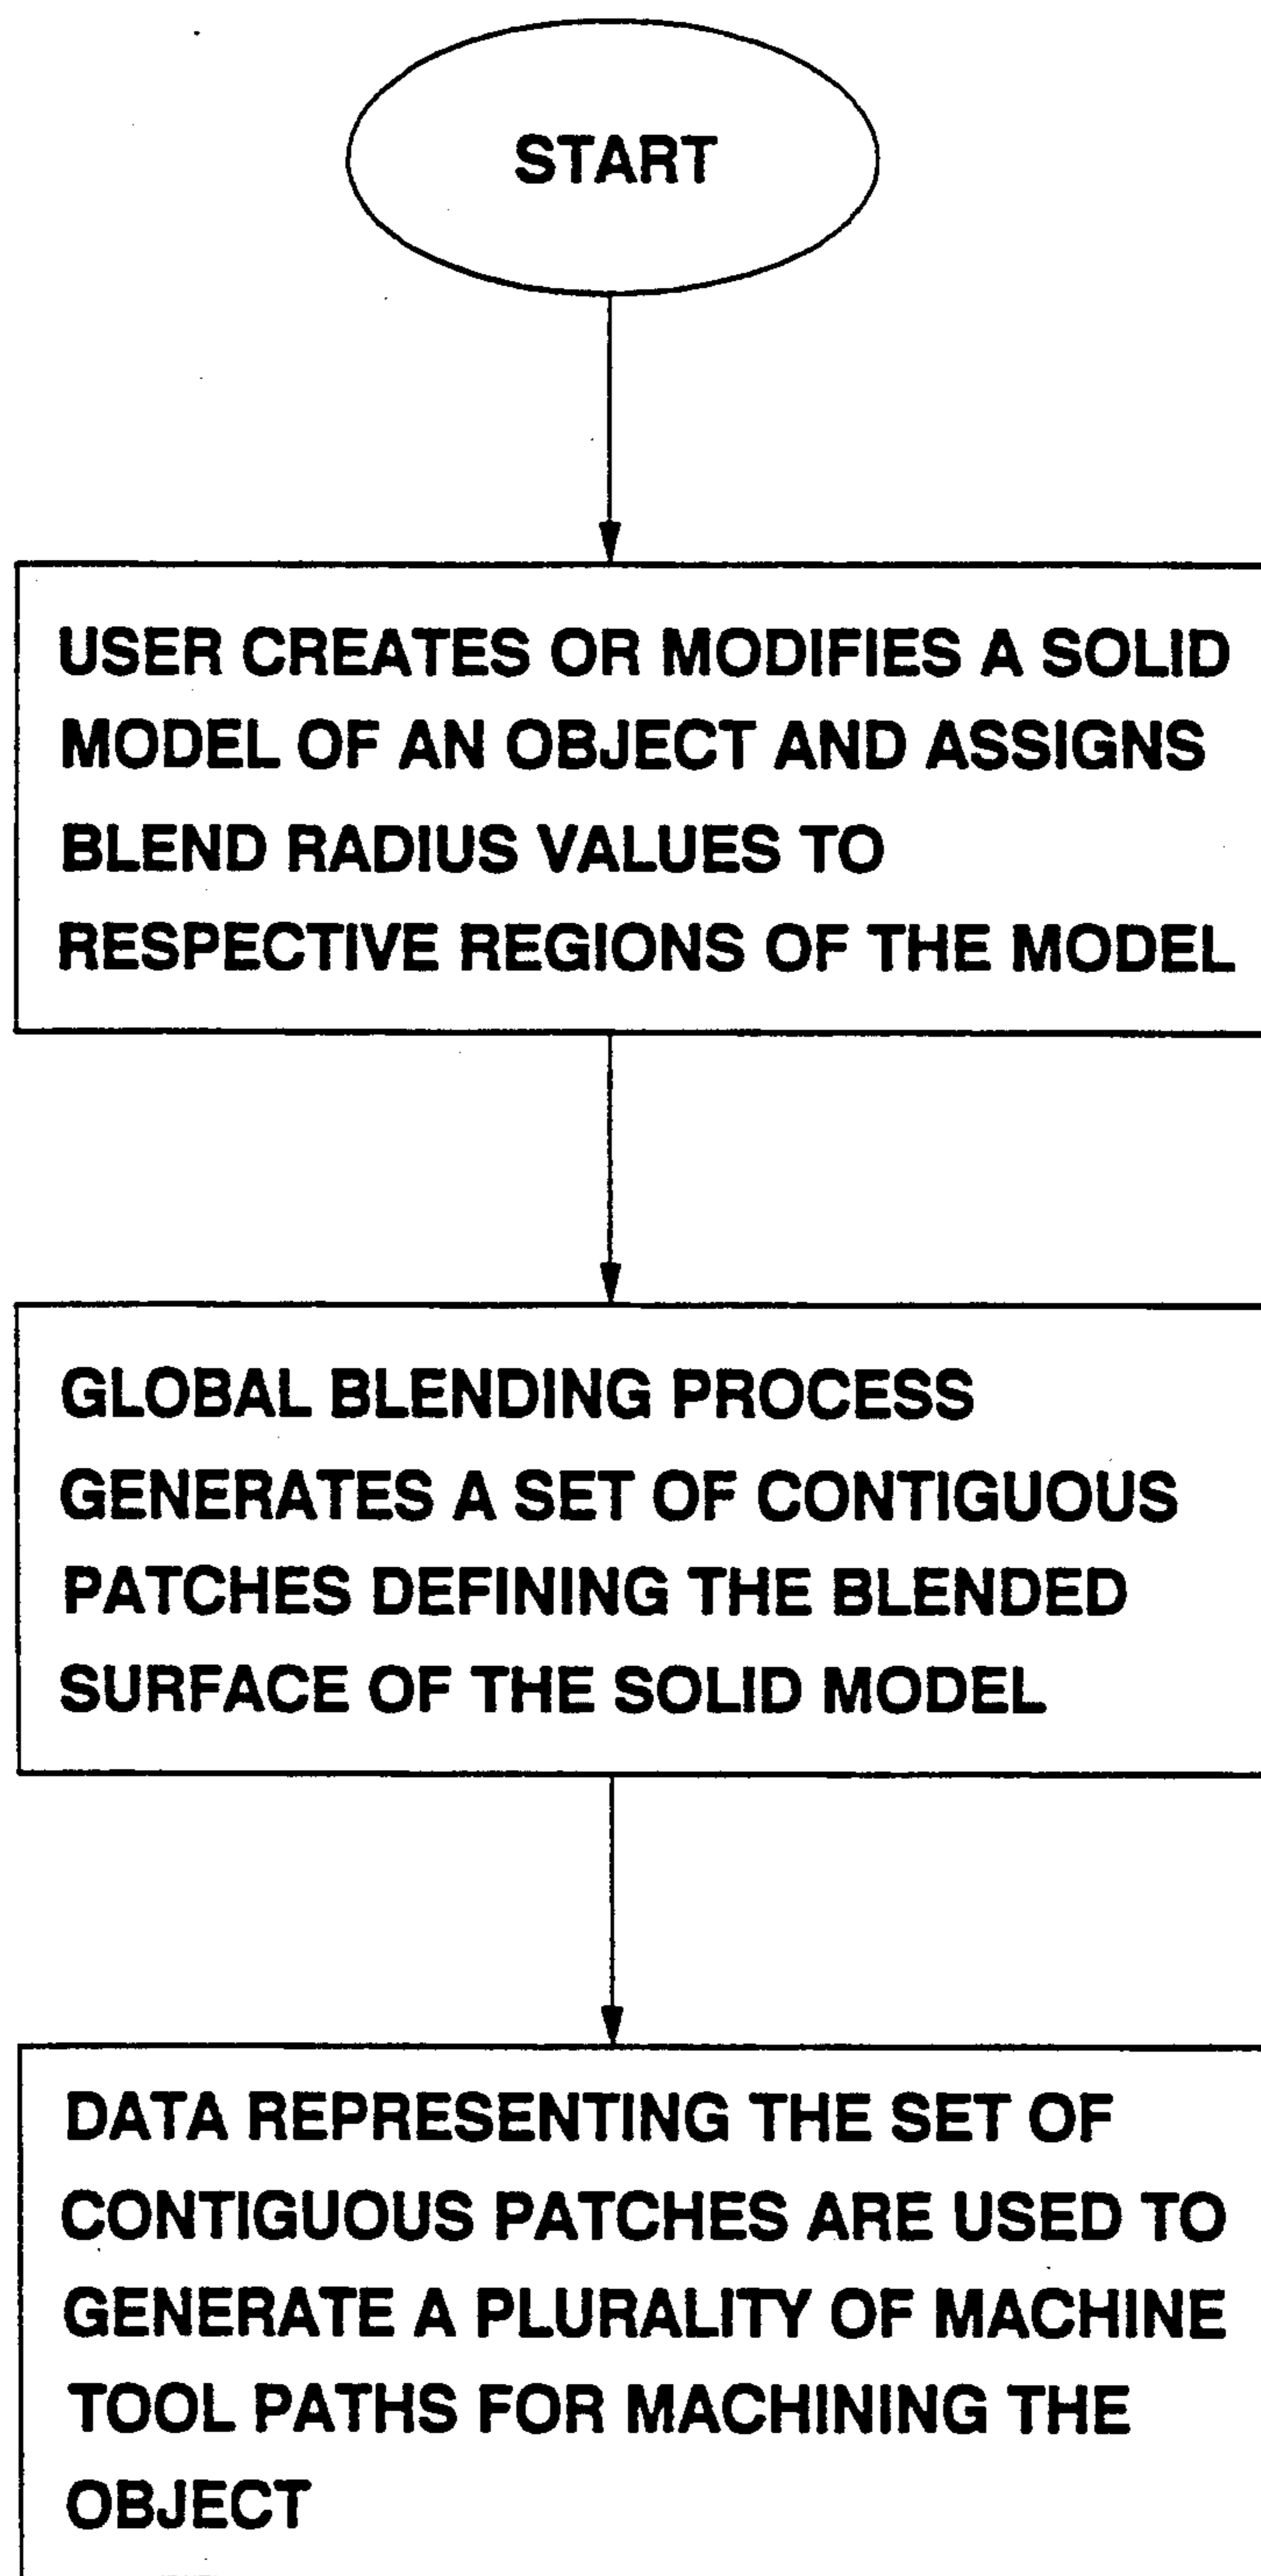 START
USER CREATES OR MODIFIES A SOLID
MODEL OF AN OBJECT AND ASSIGNS
BLEND RADIUS VALUES TO
RESPECTIVE REGIONS OF THE MODEL
GLOBAL BLENDING PROCESS
GENERATES A SET OF CONTIGUOUS
PATCHES DEFINING THE BLENDED
SURFACE OF THE SOLID MODEL
DATA REPRESENTING THE SET OF
CONTIGUOUS PATCHES ARE USED TO
GENERATE A PLURALITY OF MACHINE
TOOL PATHS FOR MACHINING THE
OBJECT